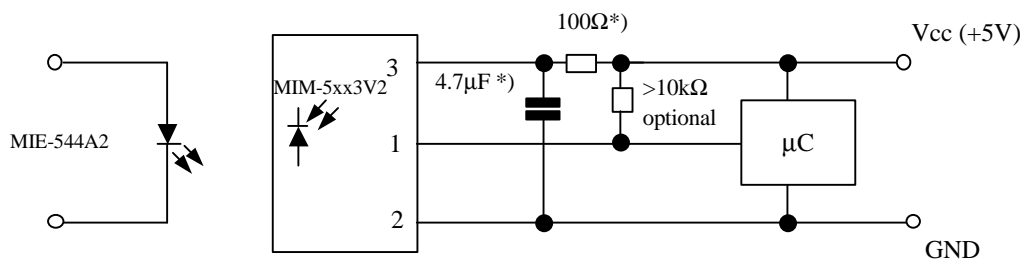 100Ω*)
Vcc (+5V)
3
4.7µF *)
MIM-5xx3V2
>10kΩ
optional
MIE-544A2
1
µC
2
GND